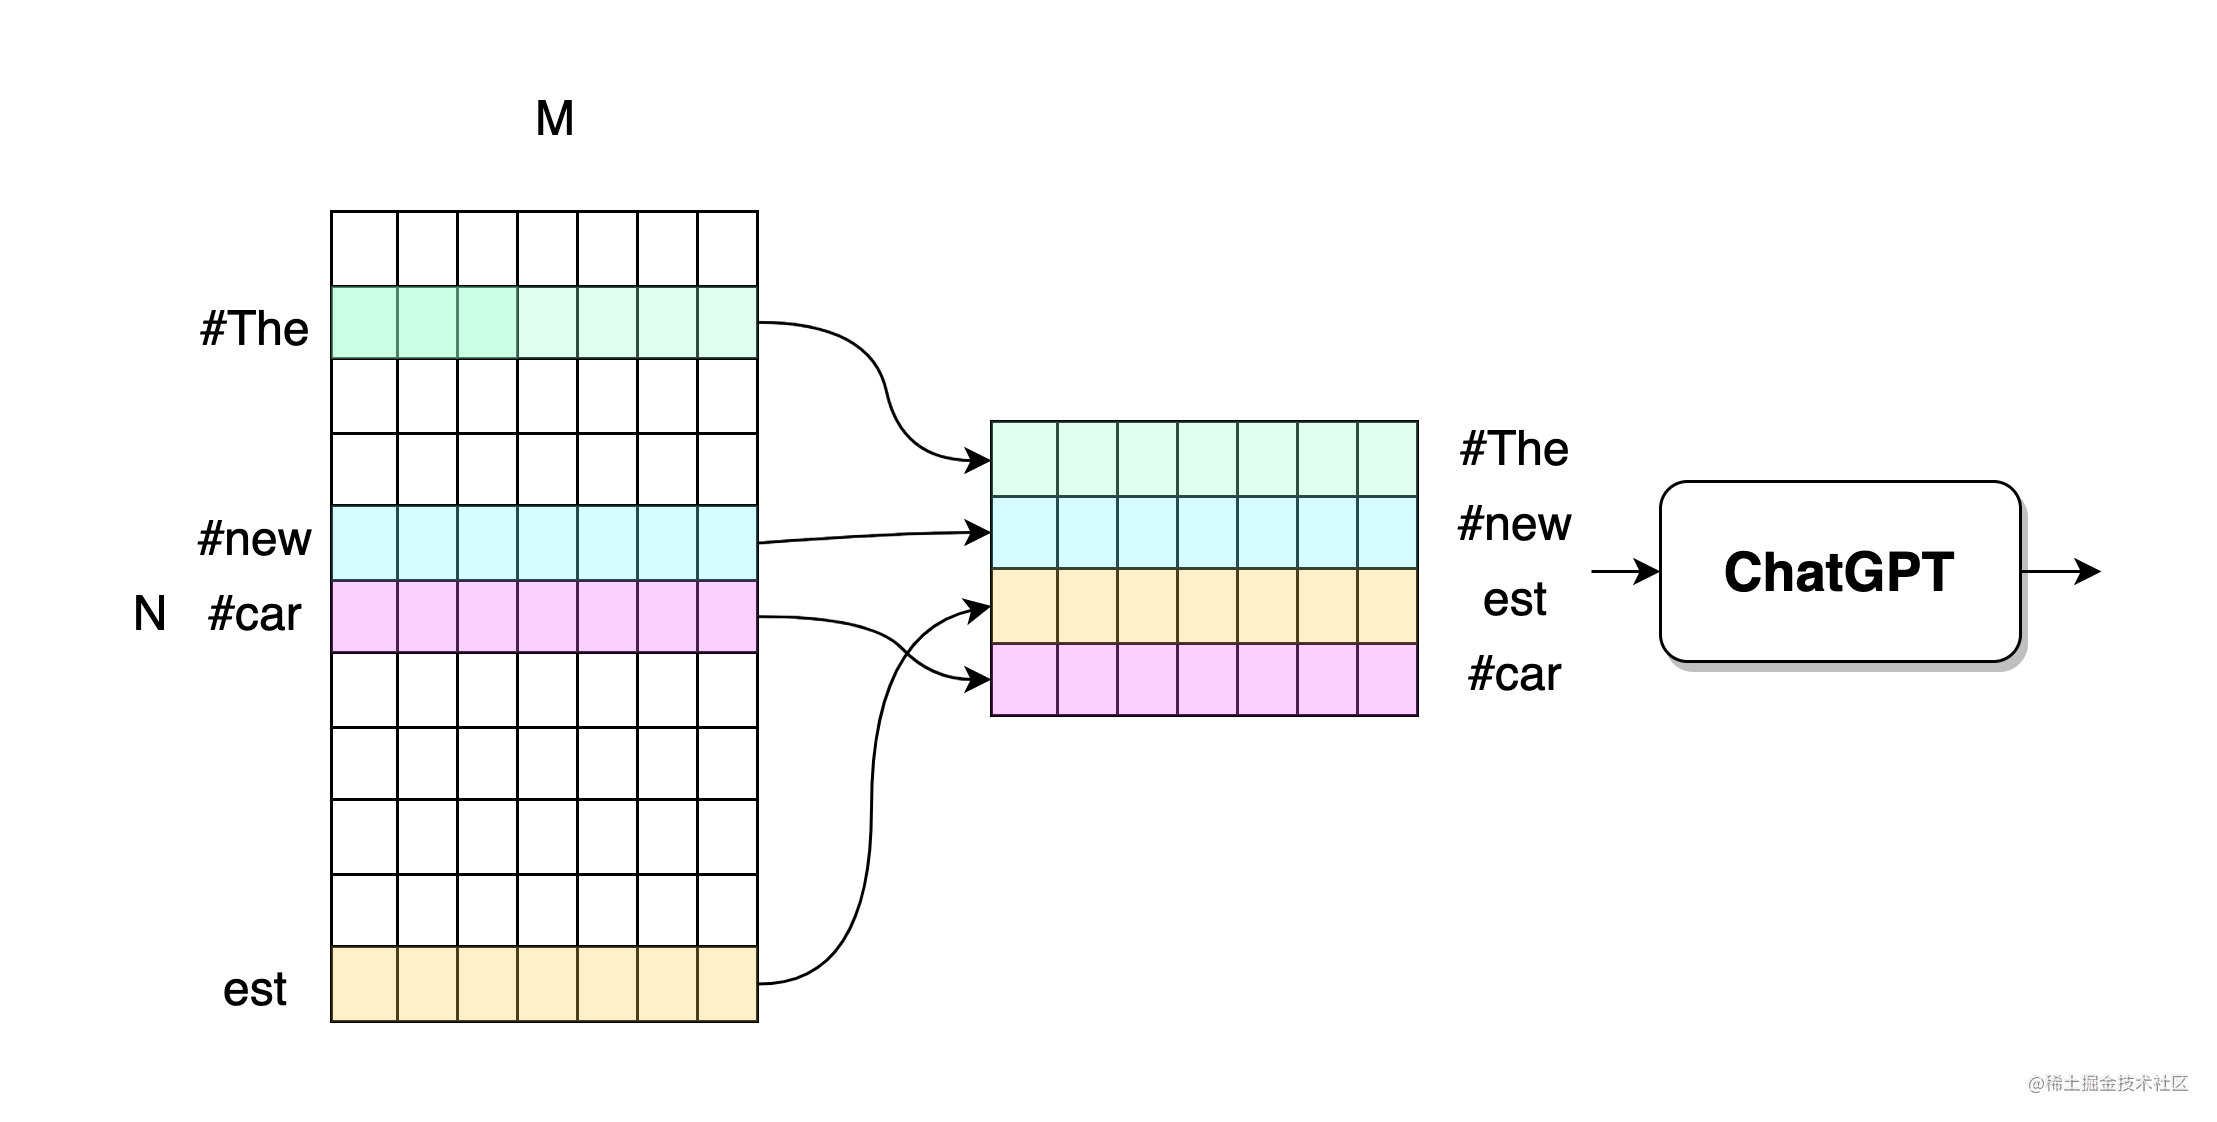 M
#The
#new
N #car
est
#The
#new
est
#car
ChatGPT
@稀土掘金技术社区